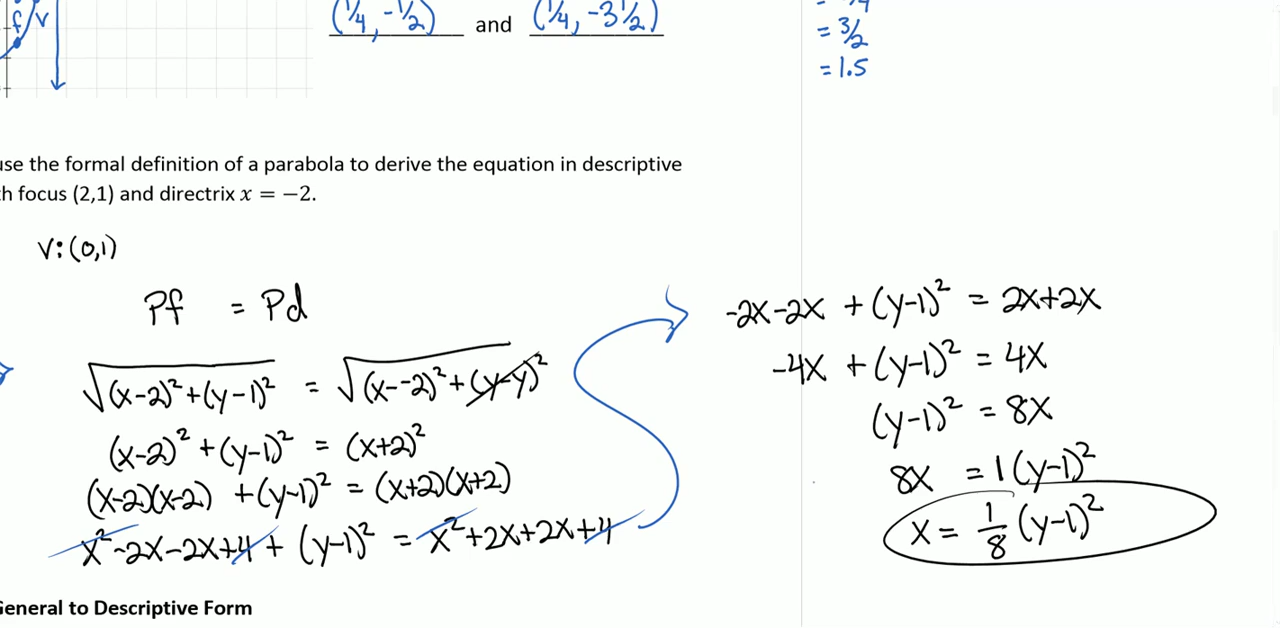 f/v
(1/4, -1/2) and (1/4, -3 1/2)
= 3/2
= 1.5
use the formal definition of a parabola to derive the equation in descriptive
h focus (2,1) and directrix x = −2.
V: (0,1)
Pf = Pd
√((x-2)²+(y-1)²) = √((x--2)²+(y-y)²)
(x-2)²+(y-1)² = (x+2)²
(x-2)(x-2) +(y-1)² = (x+2)(x+2)
x²-2x-2x+4 + (y-1)² = x²+2x+2x+4
-2x-2x + (y-1)² = 2x+2x
-4x + (y-1)² = 4x
(y-1)² = 8x
8x = 1(y-1)²
x = 1/8 (y-1)²
General to Descriptive Form